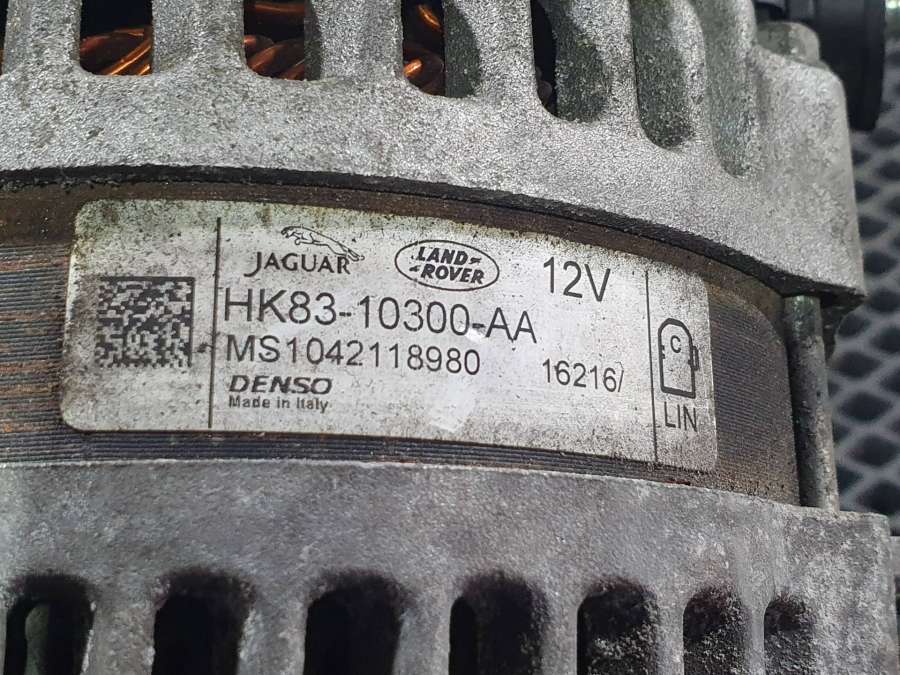 JAGUAR
LAND
ROVER
12V
HK83-10300-AA
MS1042118980
16216/
DENSO
Made in Italy
C
LIN